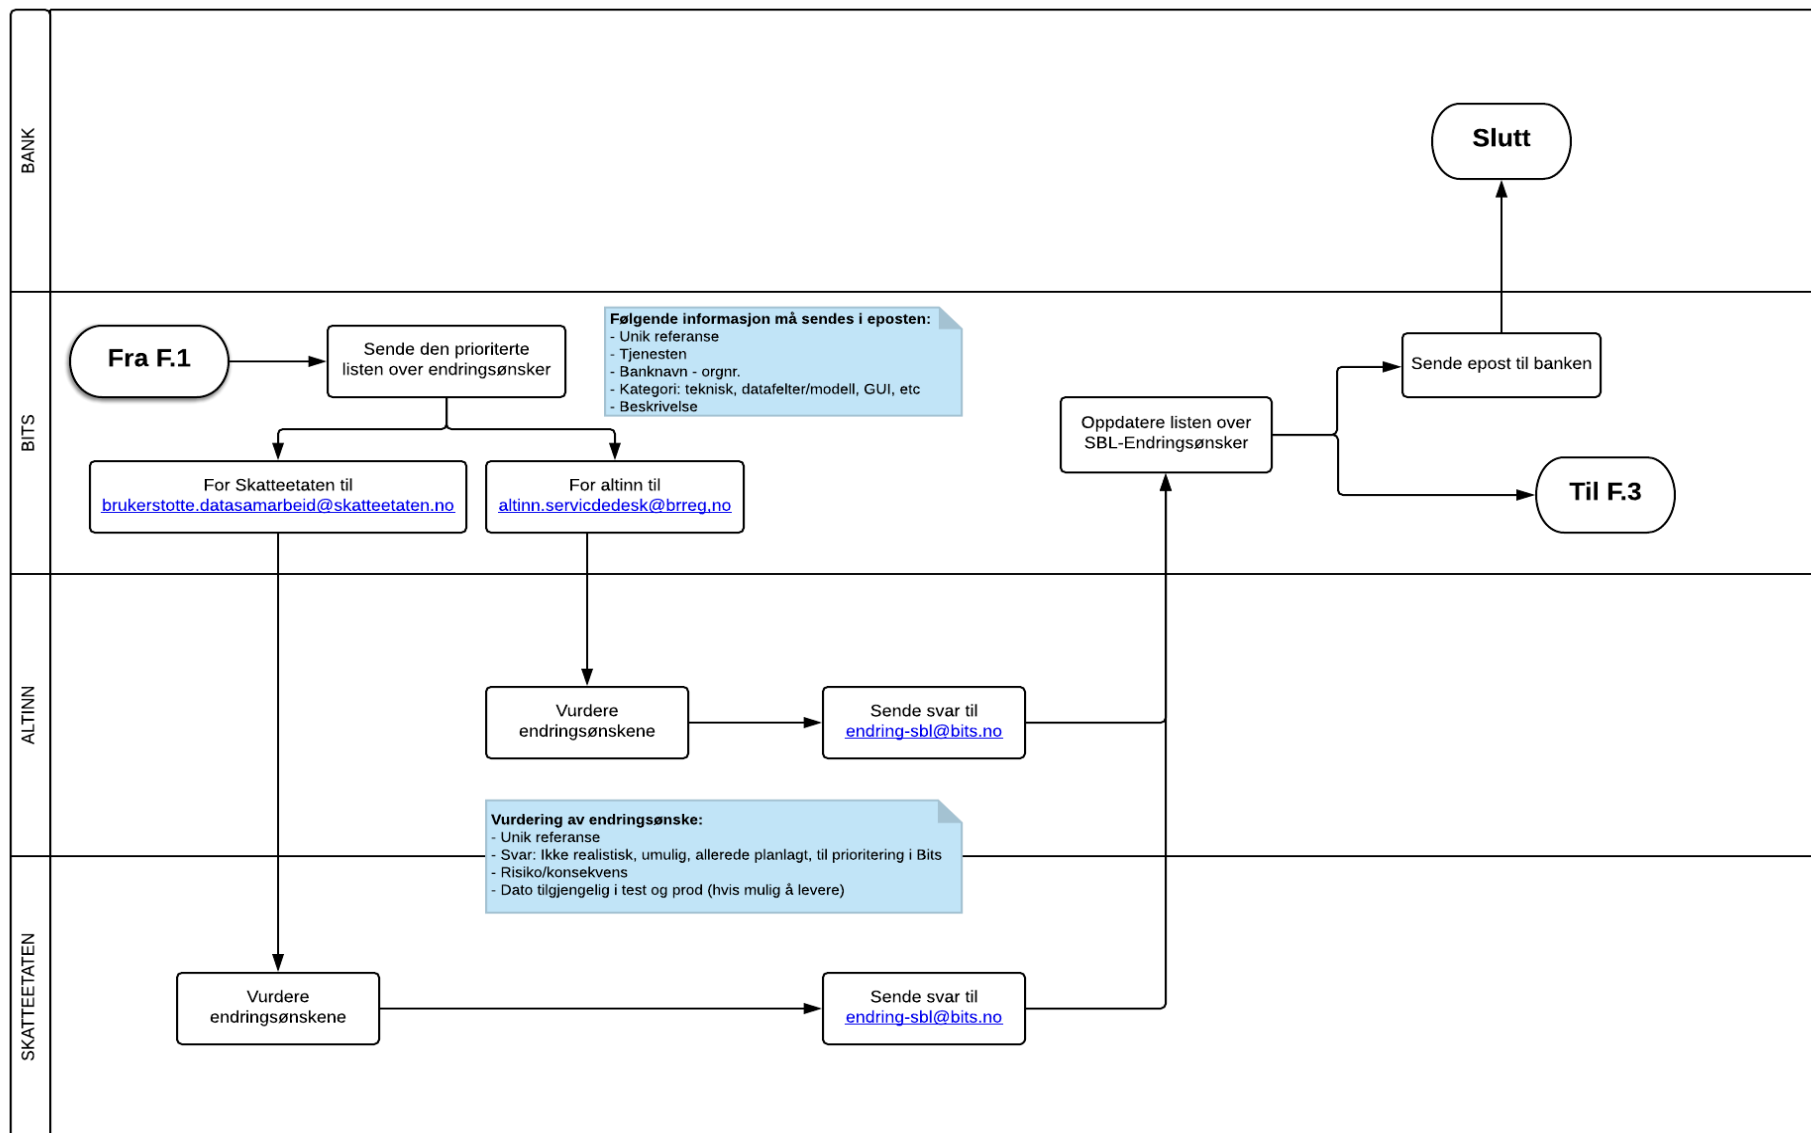 BANK
Slutt
BITS
Fra F.1
Sende den prioriterte
listen over endringsønsker
Følgende informasjon må sendes i eposten:
- Unik referanse
- Tjenesten
- Banknavn - orgnr.
- Kategori: teknisk, datafelter/modell, GUI, etc
- Beskrivelse
For Skatteetaten til
brukerstotte.datasamarbeid@skatteetaten.no
For altinn til
altinn.servicdedesk@brreg,no
Oppdatere listen over
SBL-Endringsønsker
Sende epost til banken
Til F.3
ALTINN
Vurdere
endringsønskene
Sende svar til
endring-sbl@bits.no
Vurdering av endringsønske:
- Unik referanse
- Svar: Ikke realistisk, umulig, allerede planlagt, til prioritering i Bits
- Risiko/konsekvens
- Dato tilgjengelig i test og prod (hvis mulig å levere)
SKATTEETATEN
Vurdere
endringsønskene
Sende svar til
endring-sbl@bits.no